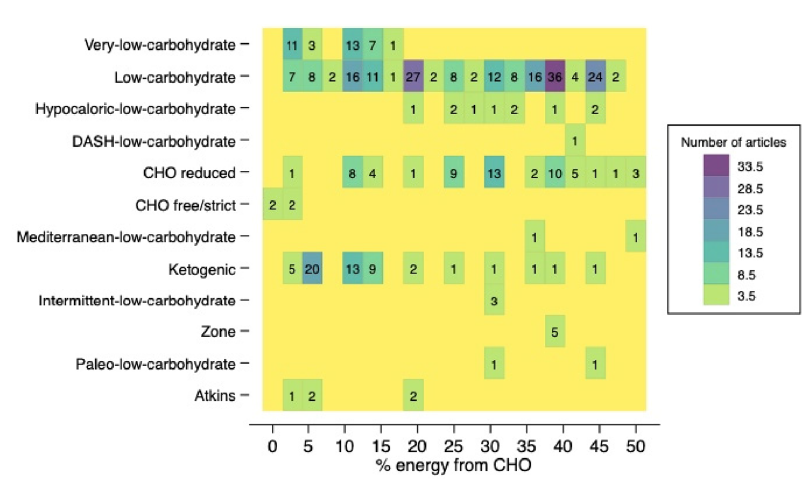 Very-low-carbohydrate 11 3 13 7 1
Low-carbohydrate 7 8 2 16 11 1 27 2 8 2 12 8 16 36 4 24 2
Hypocaloric-low-carbohydrate 1 2 1 1 2 1 2
DASH-low-carbohydrate 1
CHO reduced 1 8 4 1 9 13 2 10 5 1 1 3
CHO free/strict 2 2
Mediterranean-low-carbohydrate 1 1
Ketogenic 5 20 13 9 2 1 1 1 1 1
Intermittent-low-carbohydrate 3
Zone 5
Paleo-low-carbohydrate 1 1
Atkins 1 2 2
0 5 10 15 20 25 30 35 40 45 50
% energy from CHO
Number of articles
33.5
28.5
23.5
18.5
13.5
8.5
3.5